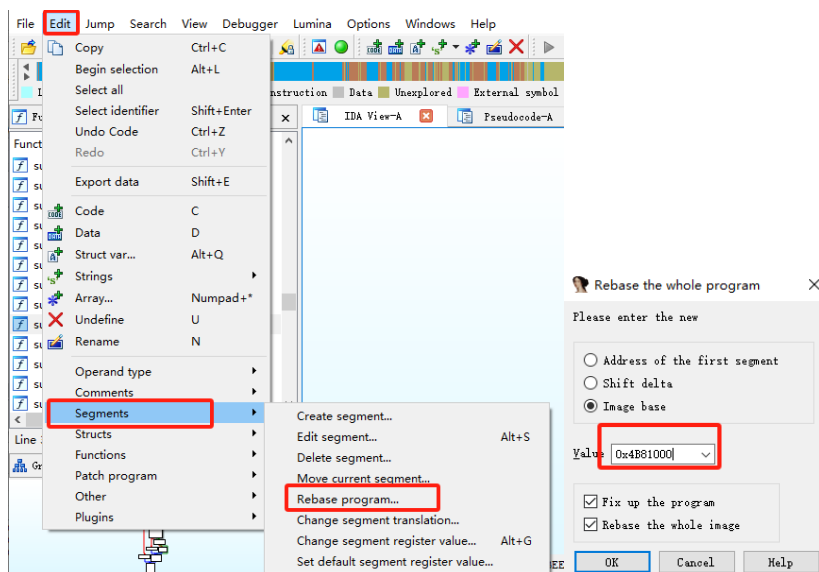 File Edit Jump Search View Debugger Lumina Options Windows Help
Copy Ctrl+C
Begin selection Alt+L
Select all
nstruction Data Unexplored External symbol
Select identifier Shift+Enter
IDA View-A Pseudocode-A
Undo Code Ctrl+Z
Funct
Redo Ctrl+Y
Export data Shift+E
Code C
Data D
Struct var... Alt+Q
Strings
Array... Numpad+*
Undefine U
Rename N
Operand type
Comments
Segments
Structs
Functions
Patch program
Other
Plugins
Line
Gr
Create segment...
Edit segment... Alt+S
Delete segment...
Move current segment...
Rebase program...
Change segment translation...
Change segment register value... Alt+G
Set default segment register value...
Rebase the whole program
Please enter the new
Address of the first segment
Shift delta
Image base
Value 0x4B81000
Fix up the program
Rebase the whole image
OK Cancel Help